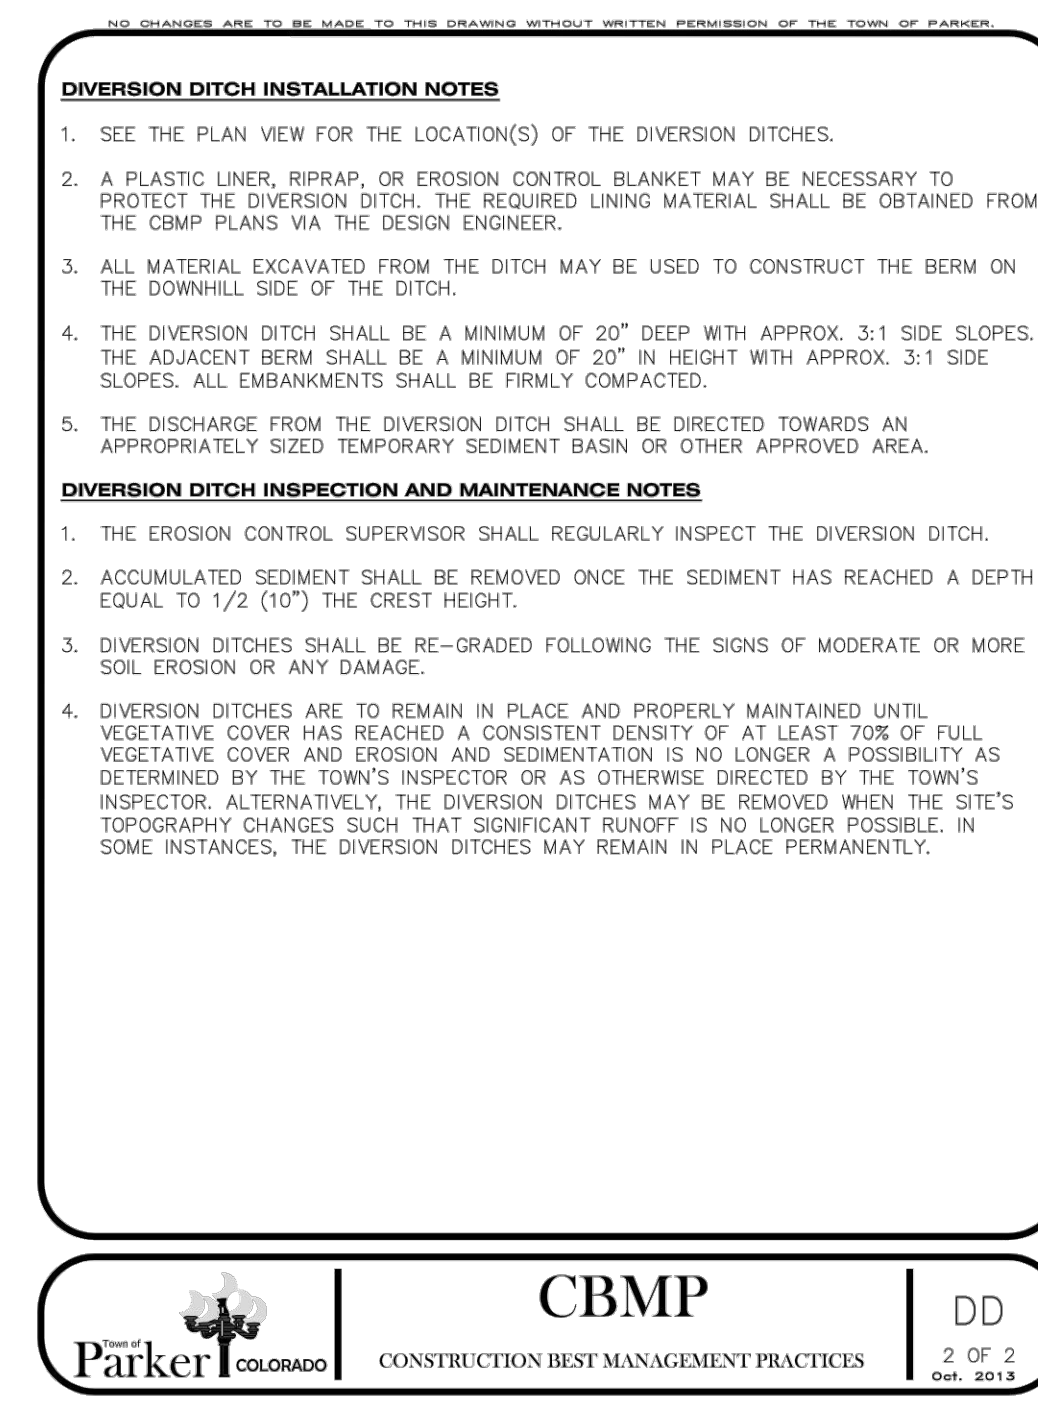 NO CHANGES ARE TO BE MADE TO THIS DRAWING WITHOUT WRITTEN PERMISSION OF THE TOWN OF PARKER.
DIVERSION DITCH INSTALLATION NOTES
1. SEE THE PLAN VIEW FOR THE LOCATION(S) OF THE DIVERSION DITCHES.
2. A PLASTIC LINER, RIPRAP, OR EROSION CONTROL BLANKET MAY BE NECESSARY TO
PROTECT THE DIVERSION DITCH. THE REQUIRED LINING MATERIAL SHALL BE OBTAINED FROM
THE CBMP PLANS VIA THE DESIGN ENGINEER.
3. ALL MATERIAL EXCAVATED FROM THE DITCH MAY BE USED TO CONSTRUCT THE BERM ON
THE DOWNHILL SIDE OF THE DITCH.
4. THE DIVERSION DITCH SHALL BE A MINIMUM OF 20" DEEP WITH APPROX. 3:1 SIDE SLOPES.
THE ADJACENT BERM SHALL BE A MINIMUM OF 20" IN HEIGHT WITH APPROX. 3:1 SIDE
SLOPES. ALL EMBANKMENTS SHALL BE FIRMLY COMPACTED.
5. THE DISCHARGE FROM THE DIVERSION DITCH SHALL BE DIRECTED TOWARDS AN
APPROPRIATELY SIZED TEMPORARY SEDIMENT BASIN OR OTHER APPROVED AREA.
DIVERSION DITCH INSPECTION AND MAINTENANCE NOTES
1. THE EROSION CONTROL SUPERVISOR SHALL REGULARLY INSPECT THE DIVERSION DITCH.
2. ACCUMULATED SEDIMENT SHALL BE REMOVED ONCE THE SEDIMENT HAS REACHED A DEPTH
EQUAL TO 1/2 (10") THE CREST HEIGHT.
3. DIVERSION DITCHES SHALL BE RE-GRADED FOLLOWING THE SIGNS OF MODERATE OR MORE
SOIL EROSION OR ANY DAMAGE.
4. DIVERSION DITCHES ARE TO REMAIN IN PLACE AND PROPERLY MAINTAINED UNTIL
VEGETATIVE COVER HAS REACHED A CONSISTENT DENSITY OF AT LEAST 70% OF FULL
VEGETATIVE COVER AND EROSION AND SEDIMENTATION IS NO LONGER A POSSIBILITY AS
DETERMINED BY THE TOWN'S INSPECTOR OR AS OTHERWISE DIRECTED BY THE TOWN'S
INSPECTOR. ALTERNATIVELY, THE DIVERSION DITCHES MAY BE REMOVED WHEN THE SITE'S
TOPOGRAPHY CHANGES SUCH THAT SIGNIFICANT RUNOFF IS NO LONGER POSSIBLE. IN
SOME INSTANCES, THE DIVERSION DITCHES MAY REMAIN IN PLACE PERMANENTLY.
Town of
Parker COLORADO
CBMP
CONSTRUCTION BEST MANAGEMENT PRACTICES
DD
2 OF 2
Oct. 2013